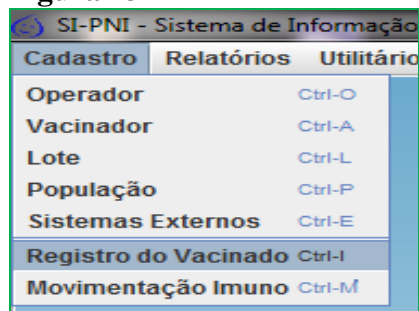 SI-PNI - Sistema de Informação
Cadastro Relatórios Utilitário
Operador Ctrl-O
Vacinador Ctrl-A
Lote Ctrl-L
População Ctrl-P
Sistemas Externos Ctrl-E
Registro do Vacinado Ctrl-I
Movimentação Imuno Ctrl-M